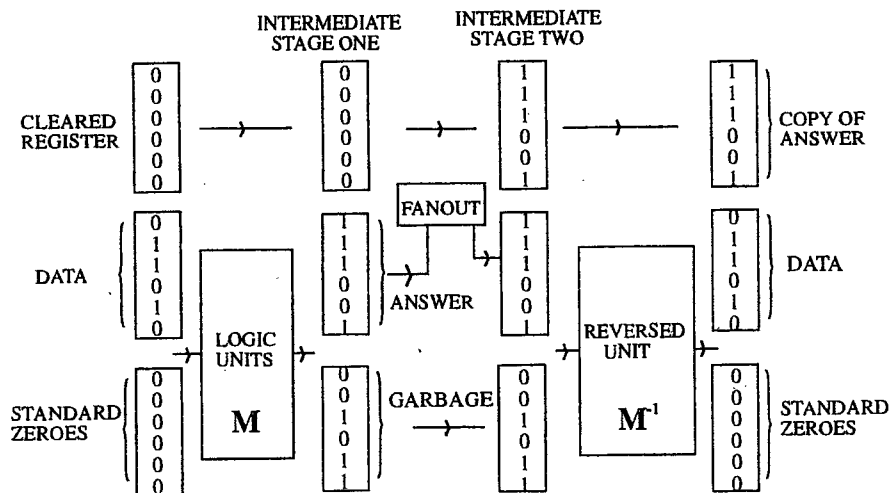 INTERMEDIATE
STAGE ONE
INTERMEDIATE
STAGE TWO
CLEARED
REGISTER
0 0 1 1
0 0 1 1
0 0 1 1
0 0 0 0
0 0 0 0
0 0 1 1
COPY OF
ANSWER
FANOUT
DATA
0 1 1 0
1 1 1 1
1 1 1 1
0 0 0 0
1 0 0 1
0 1 1 0
ANSWER
DATA
LOGIC
UNITS
M
REVERSED
UNIT
M-1
STANDARD
ZEROES
0 0 0 0
0 0 0 0
0 1 1 0
0 0 0 0
0 1 1 0
0 1 1 0
GARBAGE
STANDARD
ZEROES